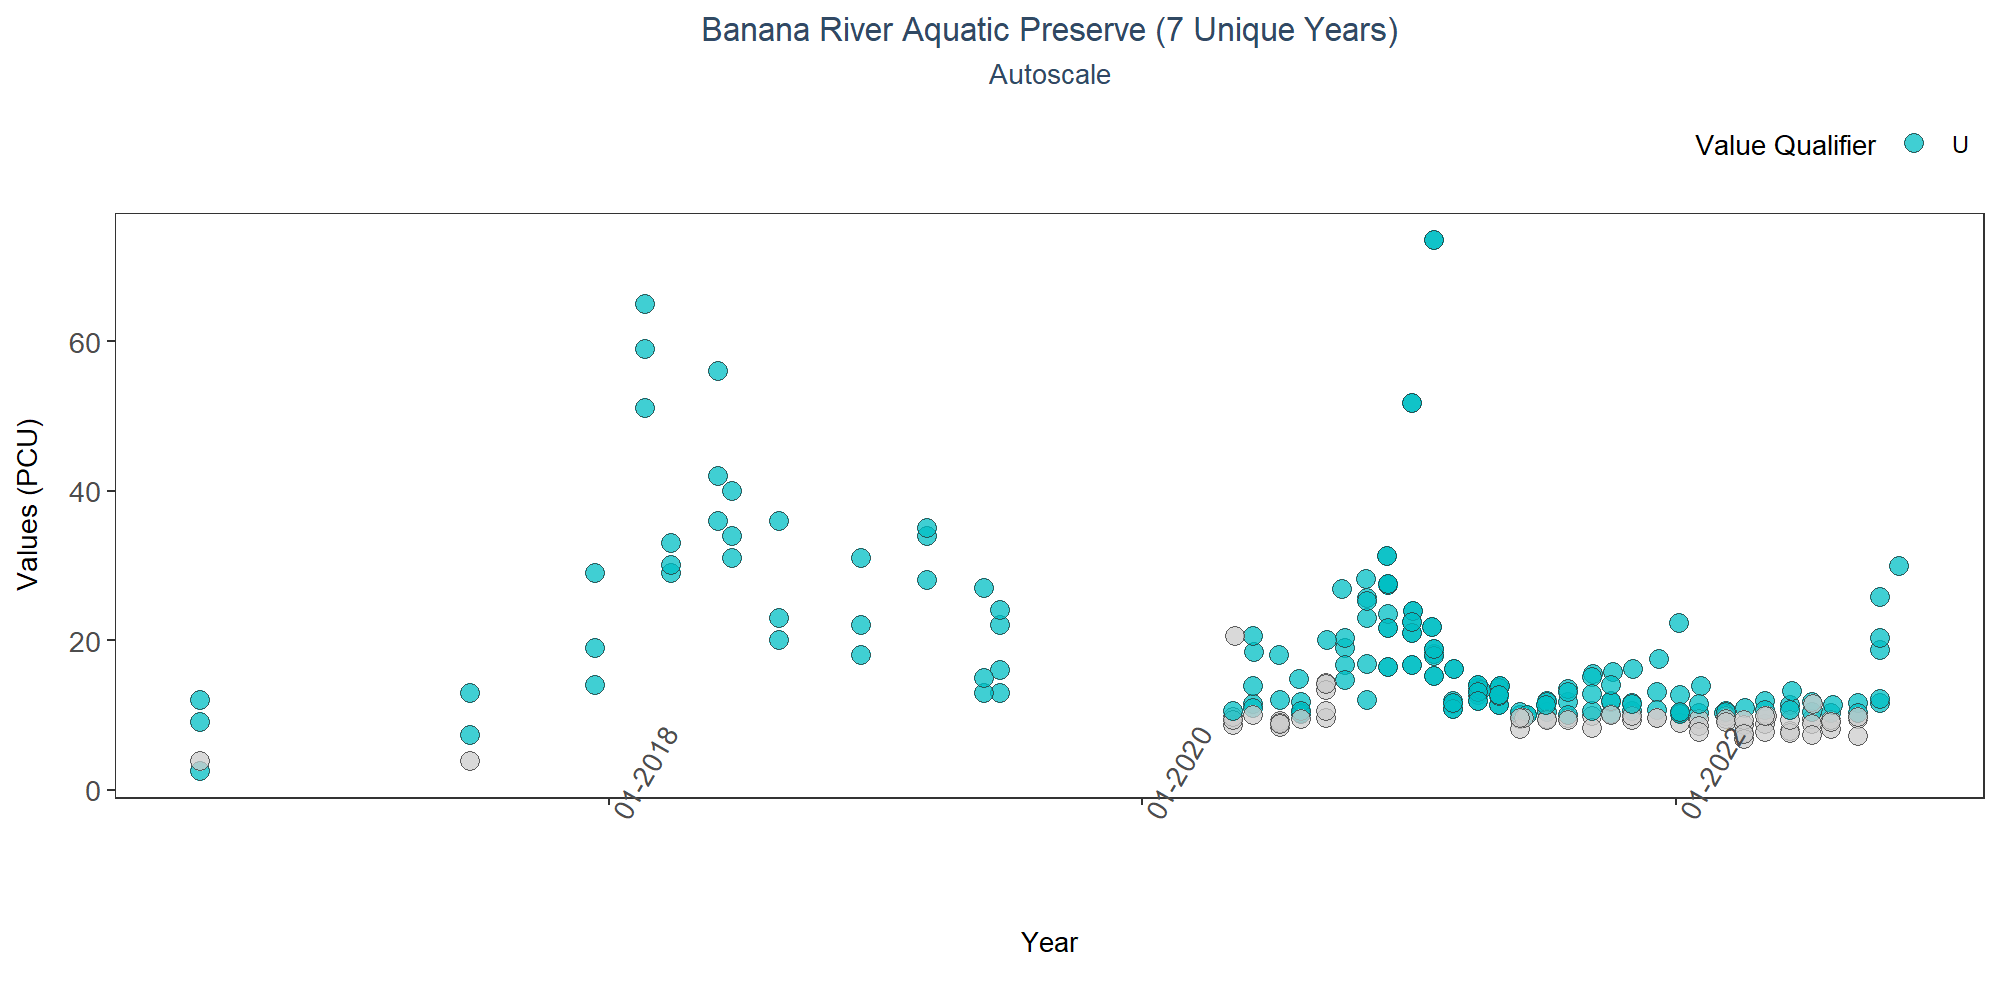 Banana River Aquatic Preserve (7 Unique Years)
Autoscale
Value Qualifier U
Values (PCU)
60
40
20
0
01-2018
01-2020
01-2022
Year